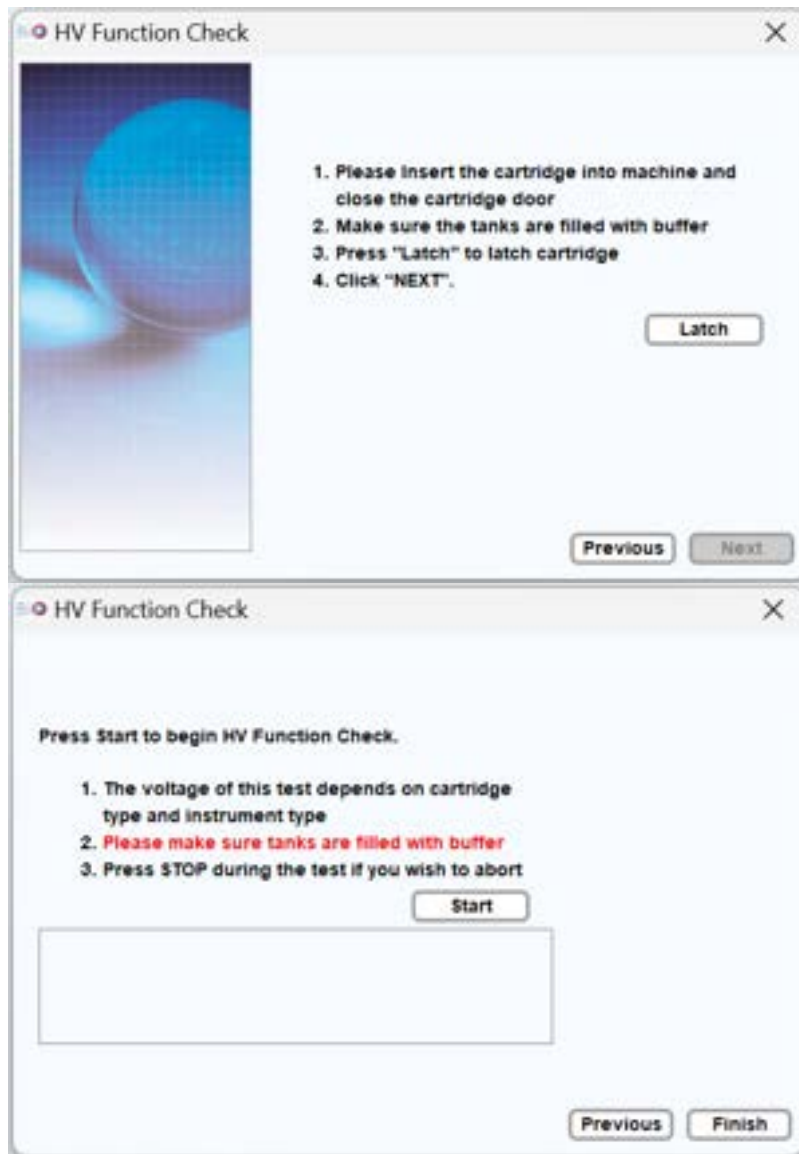 HV Function Check
1. Please Insert the cartridge into machine and
close the cartridge door
2. Make sure the tanks are filled with buffer
3. Press "Latch" to latch cartridge
4. Click "NEXT".
Latch
Previous
Next
HV Function Check
Press Start to begin HV Function Check.
1. The voltage of this test depends on cartridge
type and instrument type
2. Please make sure tanks are filled with buffer
3. Press STOP during the test if you wish to abort
Start
Previous
Finish